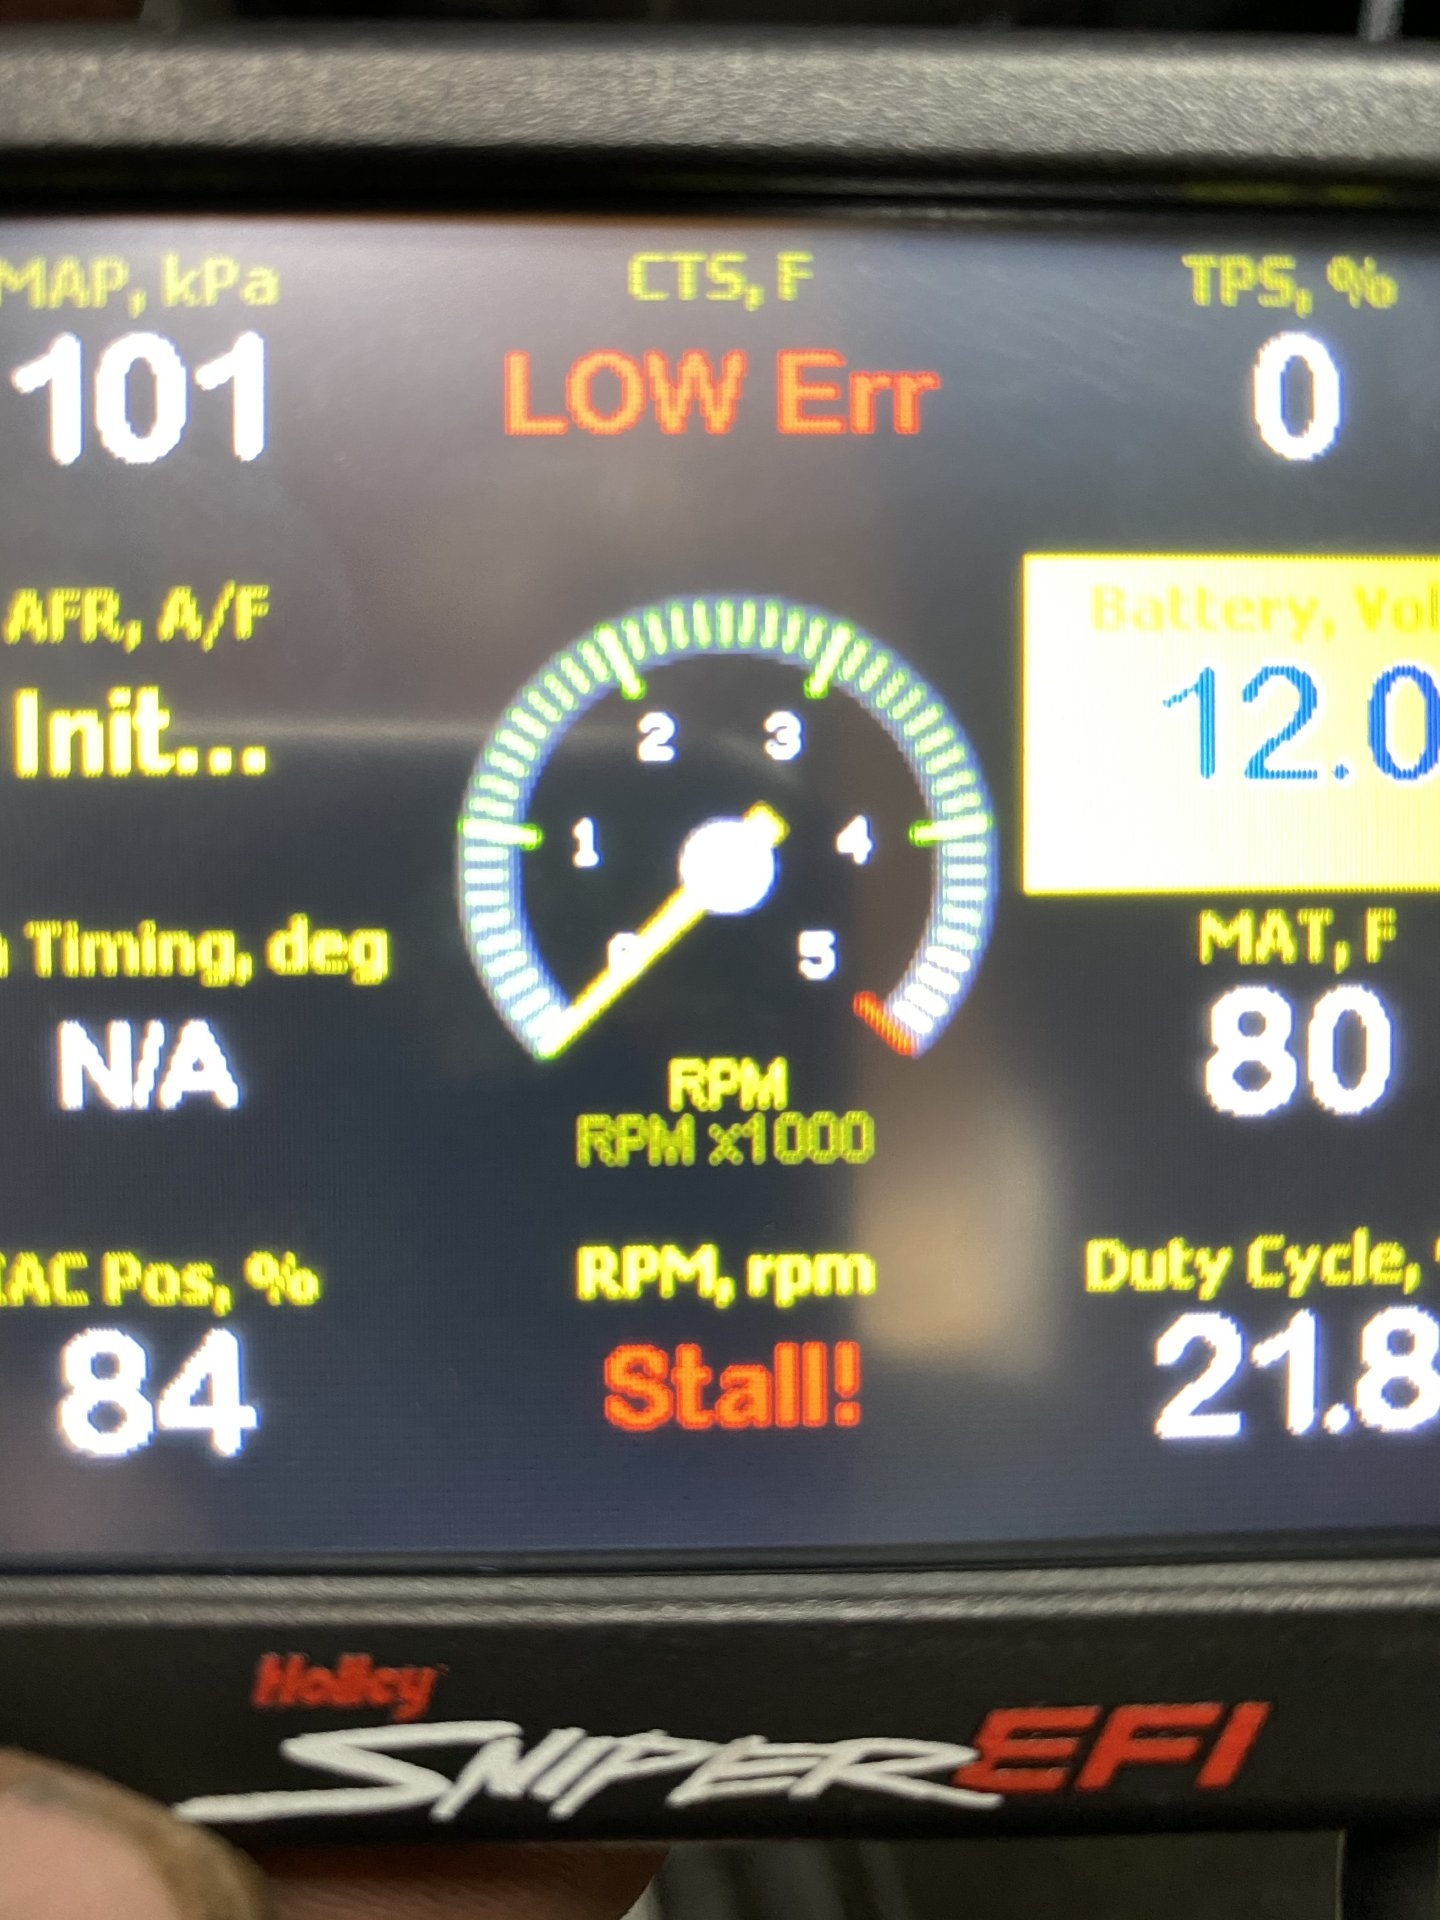 MAP, kPa
101
CTS, F
LOW Err
TPS, %
0
AFR, A/F
Init...
Battery, Vol
12.0
Timing, deg
N/A
1
2
3
4
5
RPM
RPM x1000
MAT, F
80
IAC Pos, %
84
RPM, rpm
Stall!
Duty Cycle,
21.8
Holley
SNIPER EFI